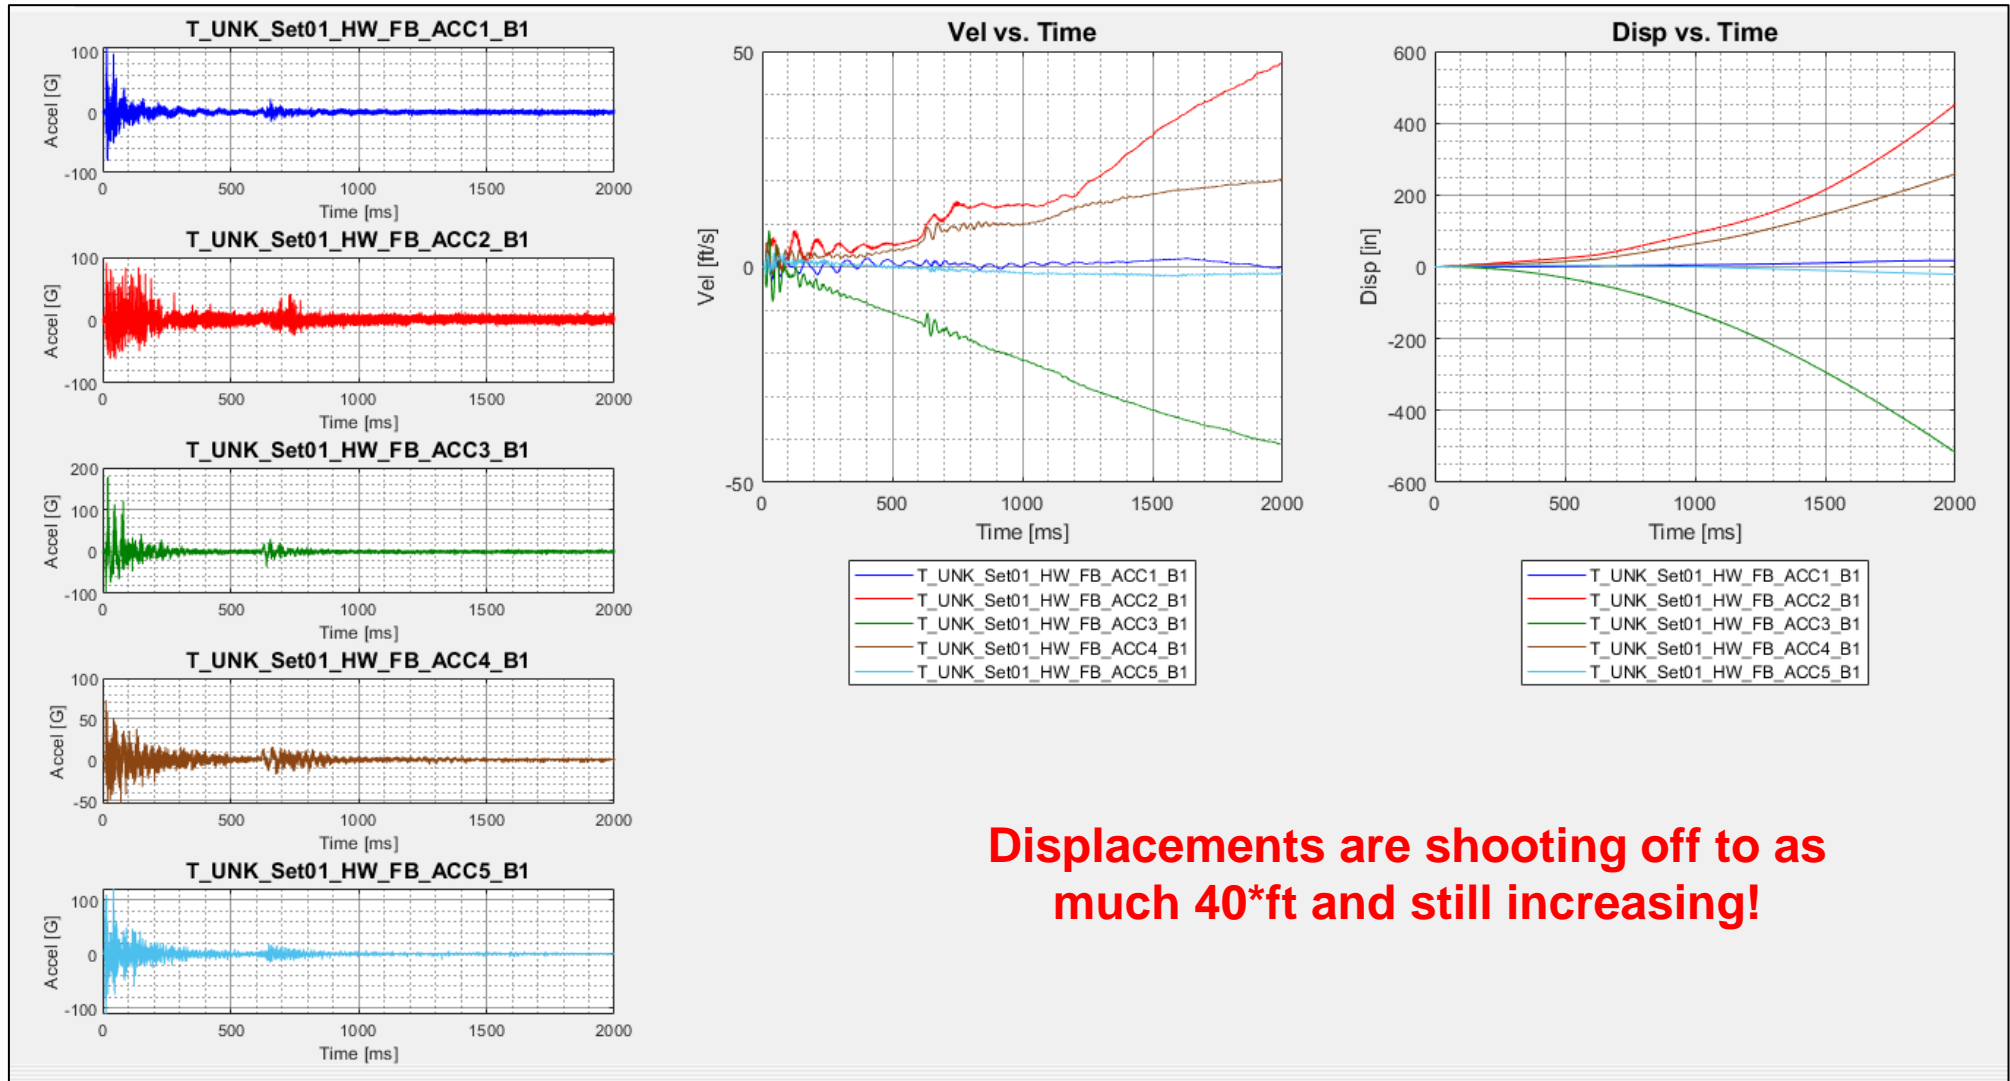 T_UNK_Set01_HW_FB_ACC1_B1
100
0
-100
Accel [G]
0 500 1000 1500 2000
Time [ms]
T_UNK_Set01_HW_FB_ACC2_B1
100
0
-100
Accel [G]
0 500 1000 1500 2000
Time [ms]
T_UNK_Set01_HW_FB_ACC3_B1
200
100
0
-100
Accel [G]
0 500 1000 1500 2000
Time [ms]
T_UNK_Set01_HW_FB_ACC4_B1
100
50
0
-50
Accel [G]
0 500 1000 1500 2000
Time [ms]
T_UNK_Set01_HW_FB_ACC5_B1
100
0
-100
Accel [G]
0 500 1000 1500 2000
Time [ms]
Vel vs. Time
50
0
-50
Vel [ft/s]
0 500 1000 1500 2000
Time [ms]
T_UNK_Set01_HW_FB_ACC1_B1
T_UNK_Set01_HW_FB_ACC2_B1
T_UNK_Set01_HW_FB_ACC3_B1
T_UNK_Set01_HW_FB_ACC4_B1
T_UNK_Set01_HW_FB_ACC5_B1
Disp vs. Time
600
400
200
0
-200
-400
-600
Disp [in]
0 500 1000 1500 2000
Time [ms]
T_UNK_Set01_HW_FB_ACC1_B1
T_UNK_Set01_HW_FB_ACC2_B1
T_UNK_Set01_HW_FB_ACC3_B1
T_UNK_Set01_HW_FB_ACC4_B1
T_UNK_Set01_HW_FB_ACC5_B1
Displacements are shooting off to as
much 40*ft and still increasing!